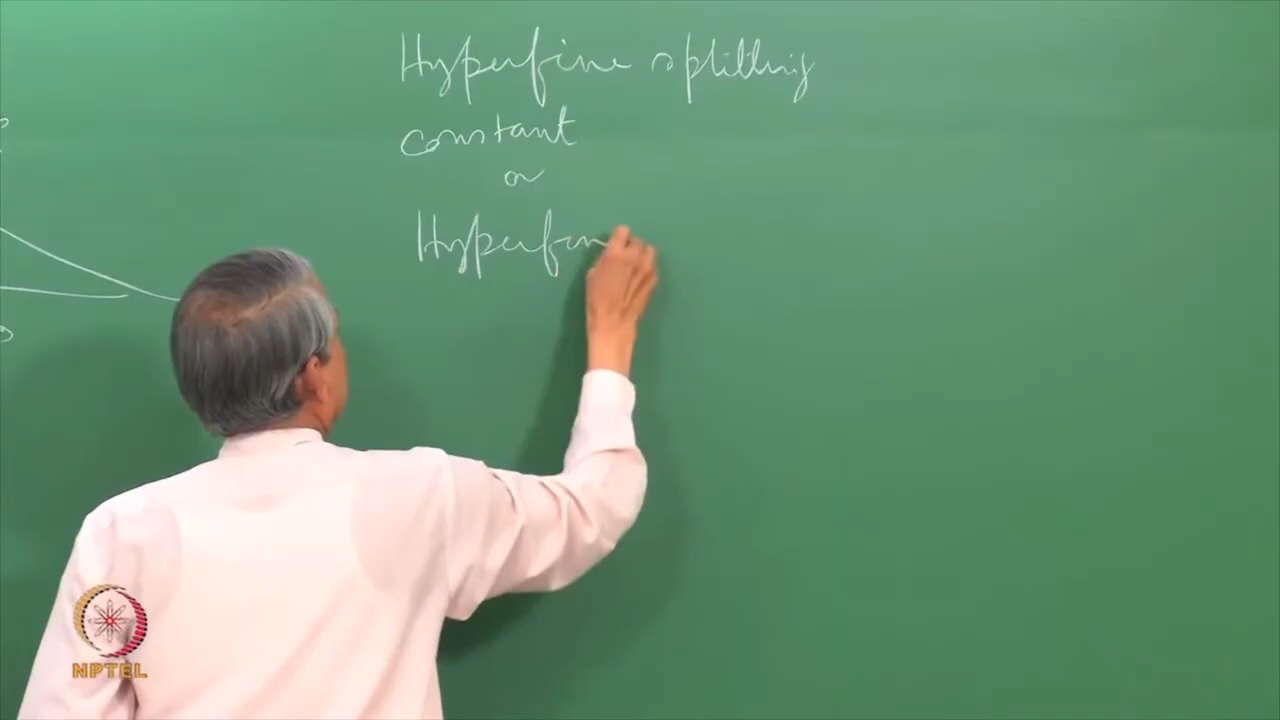 Hyperfine splitting
constant
or
Hyperfin
NPTEL